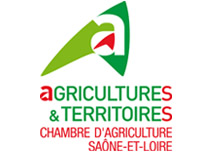 a
aGRICULTURES
& TERRITOIRES
CHAMBRE D'AGRICULTURE
SAÔNE-ET-LOIRE